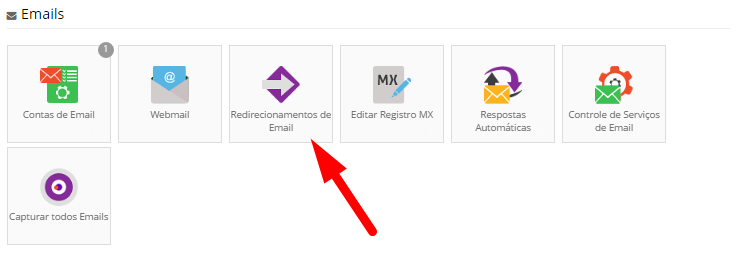 Emails
1
Contas de Email
Webmail
Redirecionamentos de
Email
MX
Editar Registro MX
Respostas
Automáticas
Controle de Serviços
de Email
Capturar todos Emails
@